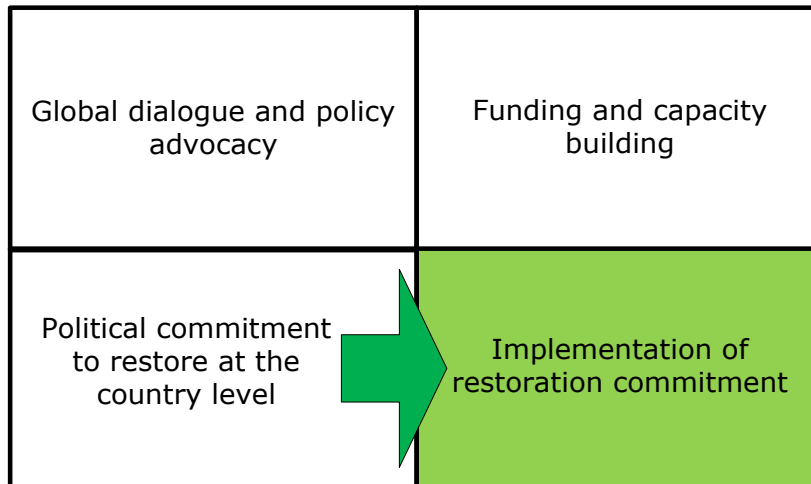 Global dialogue and policy
advocacy
Funding and capacity
building
Political commitment
to restore at the
country level
Implementation of
restoration commitment